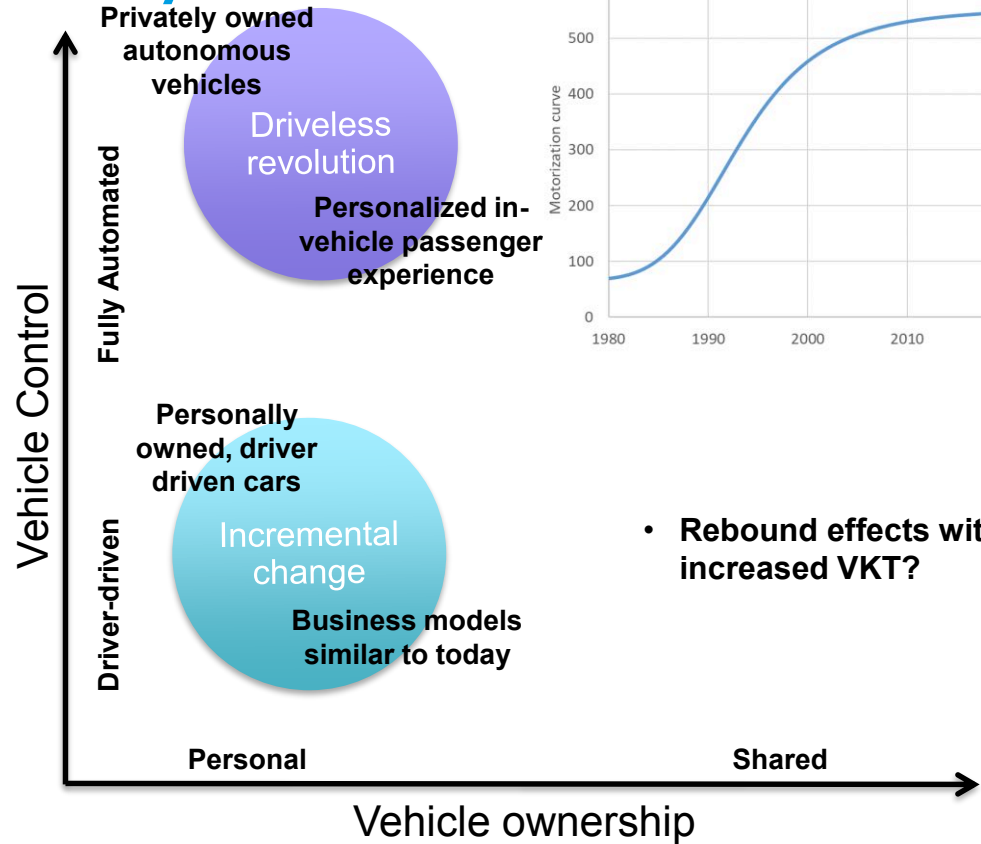 Privately owned
autonomous
vehicles
Driveless
revolution
Personalized in-
vehicle passenger
experience
Fully Automated
Vehicle Control
Driver-driven
Personally
owned, driver
driven cars
Incremental
change
Business models
similar to today
Personal
Shared
Vehicle ownership
Motorization curve
500
400
300
200
100
0
1980
1990
2000
2010
• Rebound effects wit
increased VKT?